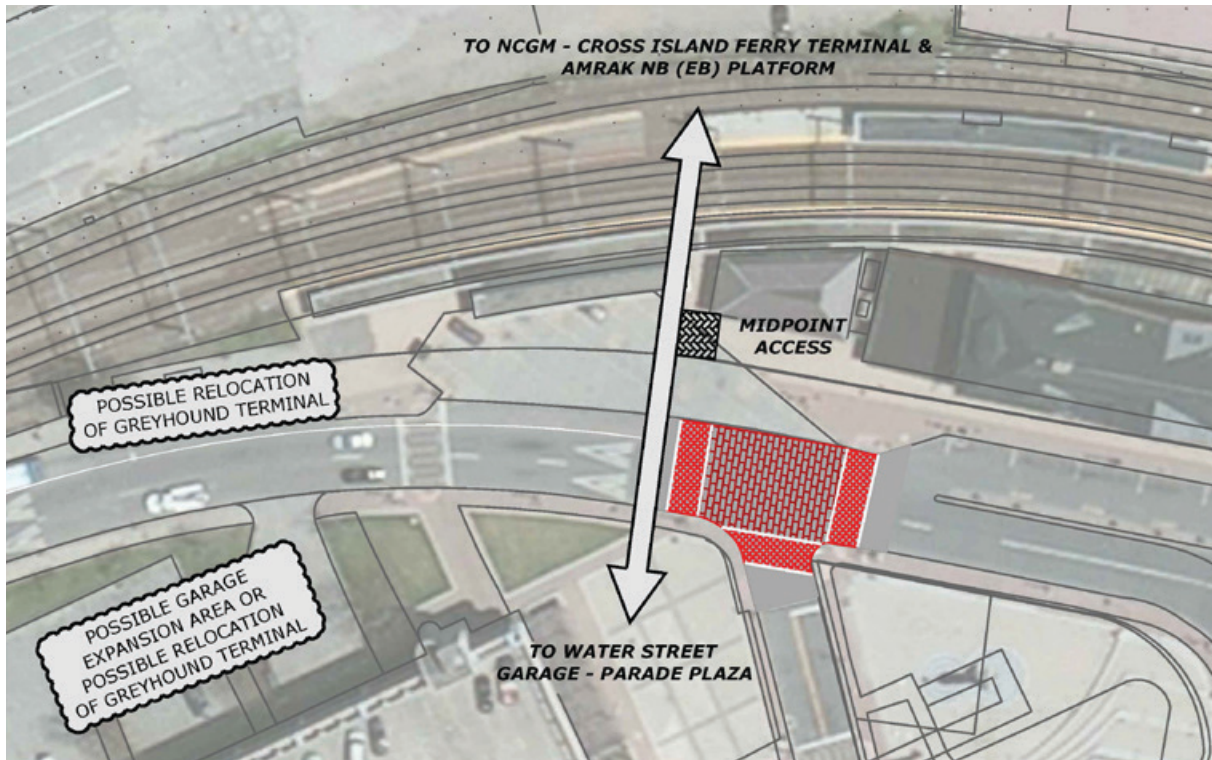 TO NCGM - CROSS ISLAND FERRY TERMINAL &
AMRAK NB (EB) PLATFORM
MIDPOINT
ACCESS
POSSIBLE RELOCATION
OF GREYHOUND TERMINAL
POSSIBLE GARAGE
EXPANSION AREA OR
POSSIBLE RELOCATION
OF GREYHOUND TERMINAL
TO WATER STREET
GARAGE - PARADE PLAZA